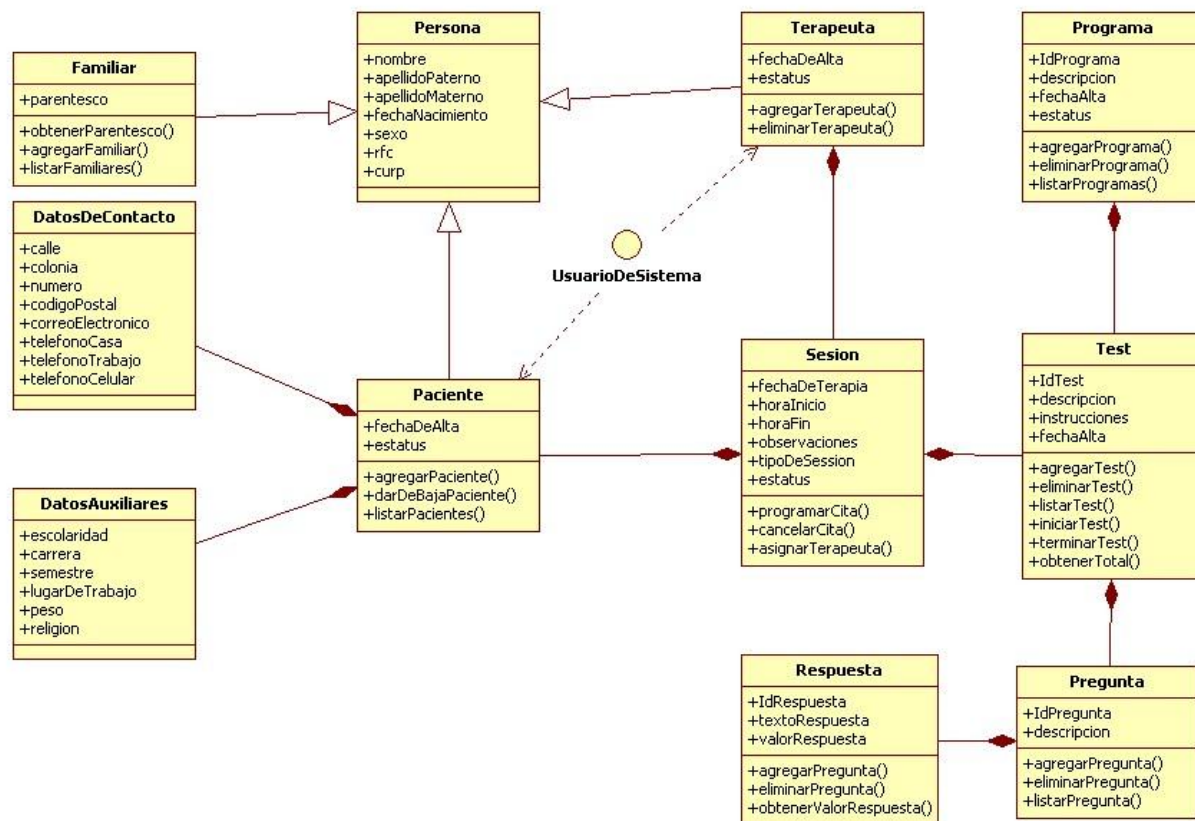 Persona
+nombre
+apellidoPaterno
+apellidoMaterno
+fechaNacimiento
+sexo
+rfc
+curp
Terapeuta
+fechaDeAlta
+estatus
+agregarTerapeuta()
+eliminarTerapeuta()
Programa
+IdPrograma
+descripcion
+fechaAlta
+estatus
+agregarPrograma()
+eliminarPrograma()
+listarProgramas()
Familiar
+parentesco
+obtenerParentesco()
+agregarFamiliar()
+listarFamiliares()
DatosDeContacto
+calle
+colonia
+numero
+codigoPostal
+correoElectronico
+telefonoCasa
+telefonoTrabajo
+telefonoCelular
UsuarioDeSistema
Paciente
+fechaDeAlta
+estatus
+agregarPaciente()
+darDeBajaPaciente()
+listarPacientes()
Sesion
+fechaDeTerapia
+horaInicio
+horaFin
+observaciones
+tipoDeSession
+estatus
+programarCita()
+cancelarCita()
+asignarTerapeuta()
Test
+IdTest
+descripcion
+instrucciones
+fechaAlta
+agregarTest()
+eliminarTest()
+listarTest()
+iniciarTest()
+terminarTest()
+obtenerTotal()
DatosAuxiliares
+escolaridad
+carrera
+semestre
+lugarDeTrabajo
+peso
+religion
Respuesta
+IdRespuesta
+textoRespuesta
+valorRespuesta
+agregarPregunta()
+eliminarPregunta()
+obtenerValorRespuesta()
Pregunta
+IdPregunta
+descripcion
+agregarPregunta()
+eliminarPregunta()
+listarPregunta()